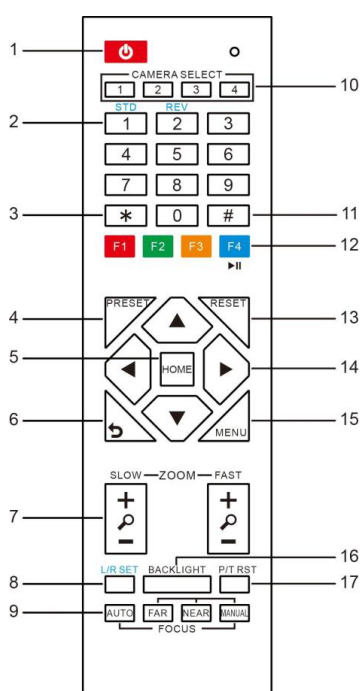 1
CAMERA SELECT
1 2 3 4
10
STD REV
2
1 2 3
4 5 6
7 8 9
3
* 0 #
11
F1 F2 F3 F4
12
4
PRESET RESET
13
5
HOME
14
6
MENU
15
SLOW ZOOM FAST
+ +
7
- -
16
L/R SET BACKLIGHT P/T RST
8
17
9
AUTO FAR NEAR MANUAL
FOCUS